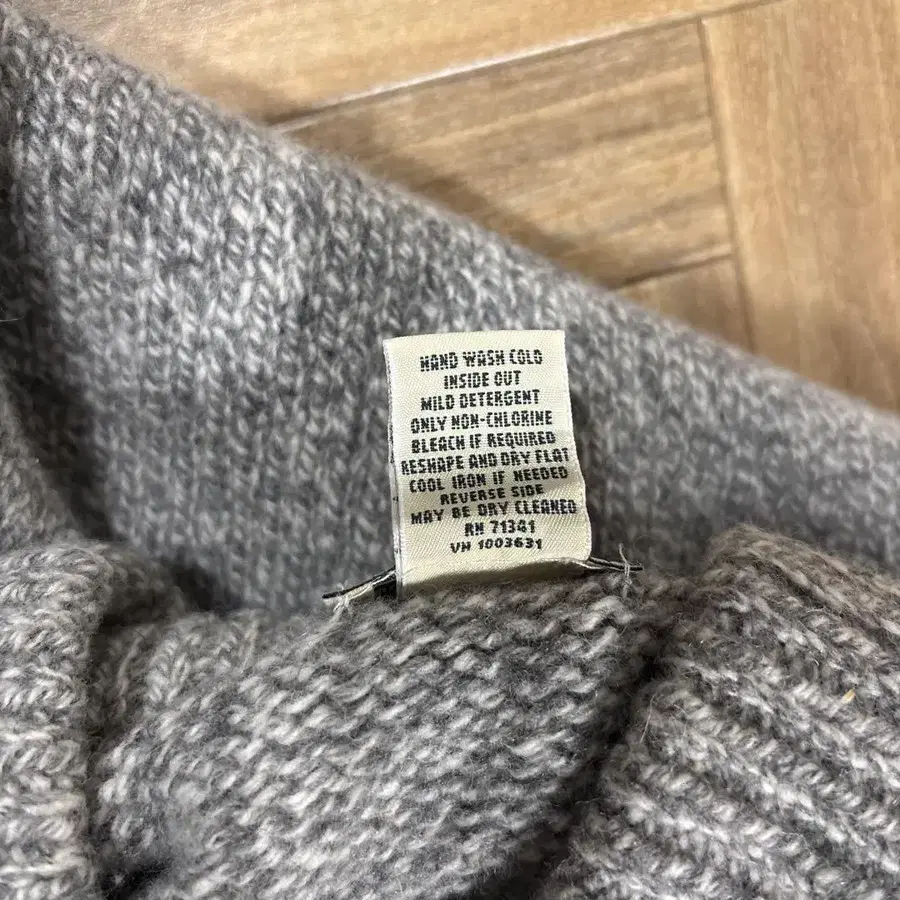 HAND WASH COLD
INSIDE OUT
MILD DETERGENT
ONLY NON-CHLORINE
BLEACH IF REQUIRED
RESHAPE AND DRY FLAT
COOL IRON IF NEEDED
REVERSE SIDE
MAY BE DRY CLEANED
RN 71341
VN 1003631